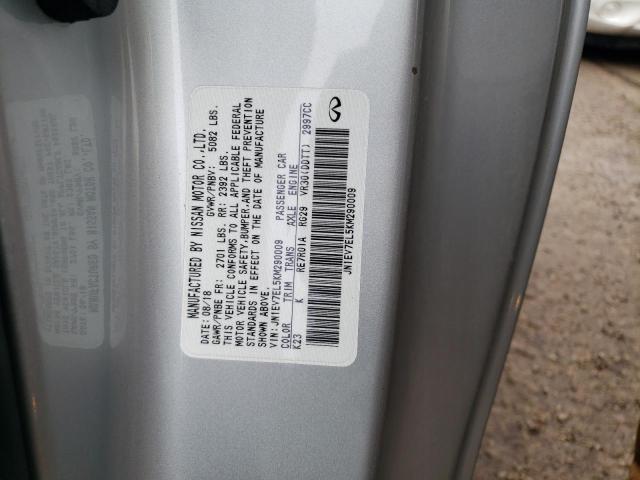 MANUFACTURED BY NISSAN MOTOR CO.,LTD.
DATE: 08/18 GVWR/PNBV: 5082 LBS.
GAWR/PNBE FR: 2701 LBS. RR: 2392 LBS.
THIS VEHICLE CONFORMS TO ALL APPLICABLE FEDERAL
MOTOR VEHICLE SAFETY,BUMPER,AND THEFT PREVENTION
STANDARDS IN EFFECT ON THE DATE OF MANUFACTURE
SHOWN ABOVE.
VIN: JN1EV7EL5KM290009 PASSENGER CAR
COLOR TRIM TRANS AXLE ENGINE
K23 K RE7R01A RG29 VR30(DDTT) 2997CC
JN1EV7EL5KM290009